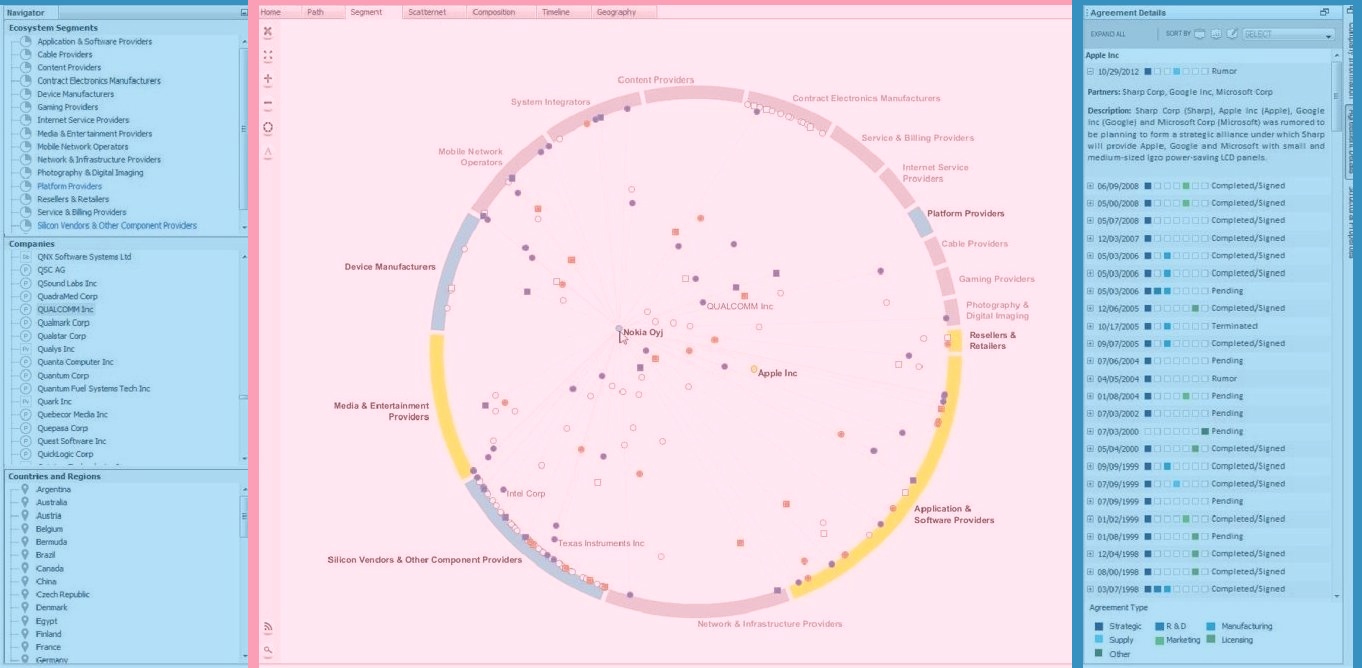 Navigator
Ecosystem Segments
Application & Software Providers
Cable Providers
Content Providers
Contract Electronics Manufacturers
Device Manufacturers
Gaming Providers
Internet Service Providers
Media & Entertainment Providers
Mobile Network Operators
Network & Infrastructure Providers
Photography & Digital Imaging
Platform Providers
Resellers & Retailers
Service & Billing Providers
Silicon Vendors & Other Component Providers
Companies
QNX Software Systems Ltd
QSC AG
QSound Labs Inc
QuadraMed Corp
QUALCOMM Inc
Qualmark Corp
Qualstar Corp
Qualys Inc
Quanta Computer Inc
Quantum Corp
Quantum Fuel Systems Tech Inc
Quark Inc
Quebecor Media Inc
Quepasa Corp
Quest Software Inc
QuickLogic Corp
Countries and Regions
Argentina
Australia
Austria
Belgium
Bermuda
Brazil
Canada
China
Czech Republic
Denmark
Egypt
Finland
France
Germany
Home Path Segment Scatternet Composition Timeline Geography
Content Providers
System Integrators
Contract Electronics Manufacturers
Service & Billing Providers
Mobile Network
Operators
Internet Service
Providers
Platform Providers
Cable Providers
Device Manufacturers
Gaming Providers
Photography &
Digital Imaging
QUALCOMM Inc
Nokia Oyj
Resellers &
Retailers
Apple Inc
Media & Entertainment
Providers
Intel Corp
Application &
Software Providers
Texas Instruments Inc
Silicon Vendors & Other Component Providers
Network & Infrastructure Providers
Agreement Details
EXPAND ALL SORT BY SELECT
Apple Inc
10/29/2012 Rumor
Partners: Sharp Corp, Google Inc, Microsoft Corp
Description: Sharp Corp (Sharp), Apple Inc (Apple), Google
Inc (Google) and Microsoft Corp (Microsoft) was rumored to
be planning to form a strategic alliance under which Sharp
will provide Apple, Google and Microsoft with small and
medium-sized igzo power-saving LCD panels.
06/09/2008 Completed/Signed
05/00/2008 Completed/Signed
05/07/2008 Completed/Signed
12/03/2007 Completed/Signed
05/03/2006 Completed/Signed
05/03/2006 Completed/Signed
05/03/2006 Pending
12/06/2005 Completed/Signed
10/17/2005 Terminated
09/07/2005 Completed/Signed
07/06/2004 Pending
04/05/2004 Rumor
01/08/2004 Pending
07/03/2002 Pending
07/03/2000 Pending
05/04/2000 Completed/Signed
09/09/1999 Completed/Signed
07/09/1999 Completed/Signed
07/09/1999 Pending
01/02/1999 Completed/Signed
01/08/1999 Pending
12/04/1998 Completed/Signed
08/00/1998 Completed/Signed
03/07/1998 Completed/Signed
Agreement Type
Strategic R & D Manufacturing
Supply Marketing Licensing
Other